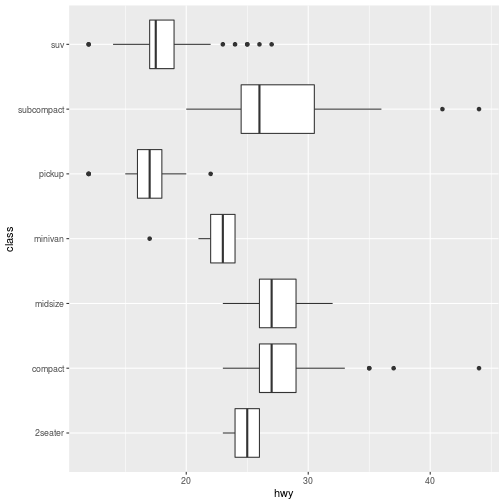 suv
subcompact
pickup
minivan
midsize
compact
2seater
class
20 30 40
hwy